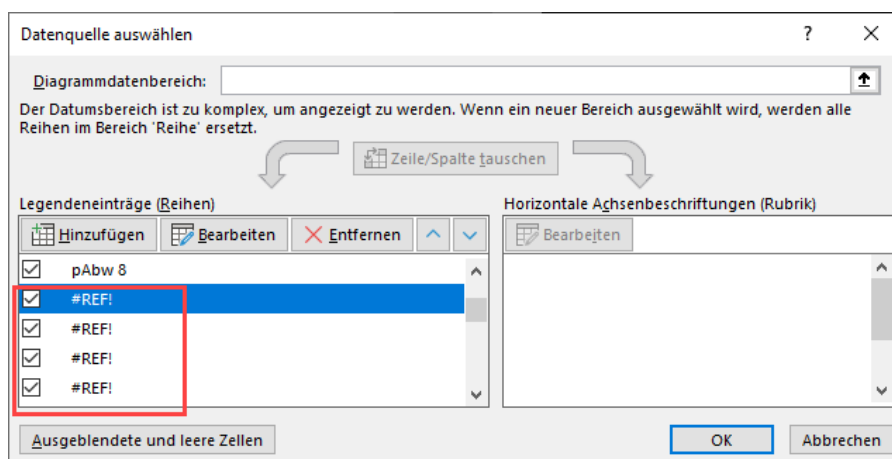 Datenquelle auswählen
?
Diagrammdatenbereich:
Der Datumsbereich ist zu komplex, um angezeigt zu werden. Wenn ein neuer Bereich ausgewählt wird, werden alle
Reihen im Bereich 'Reihe' ersetzt.
Zeile/Spalte tauschen
Legendeneinträge (Reihen)
Horizontale Achsenbeschriftungen (Rubrik)
Hinzufügen Bearbeiten Entfernen
Bearbeiten
pAbw 8
#REF!
#REF!
#REF!
#REF!
Ausgeblendete und leere Zellen
OK
Abbrechen